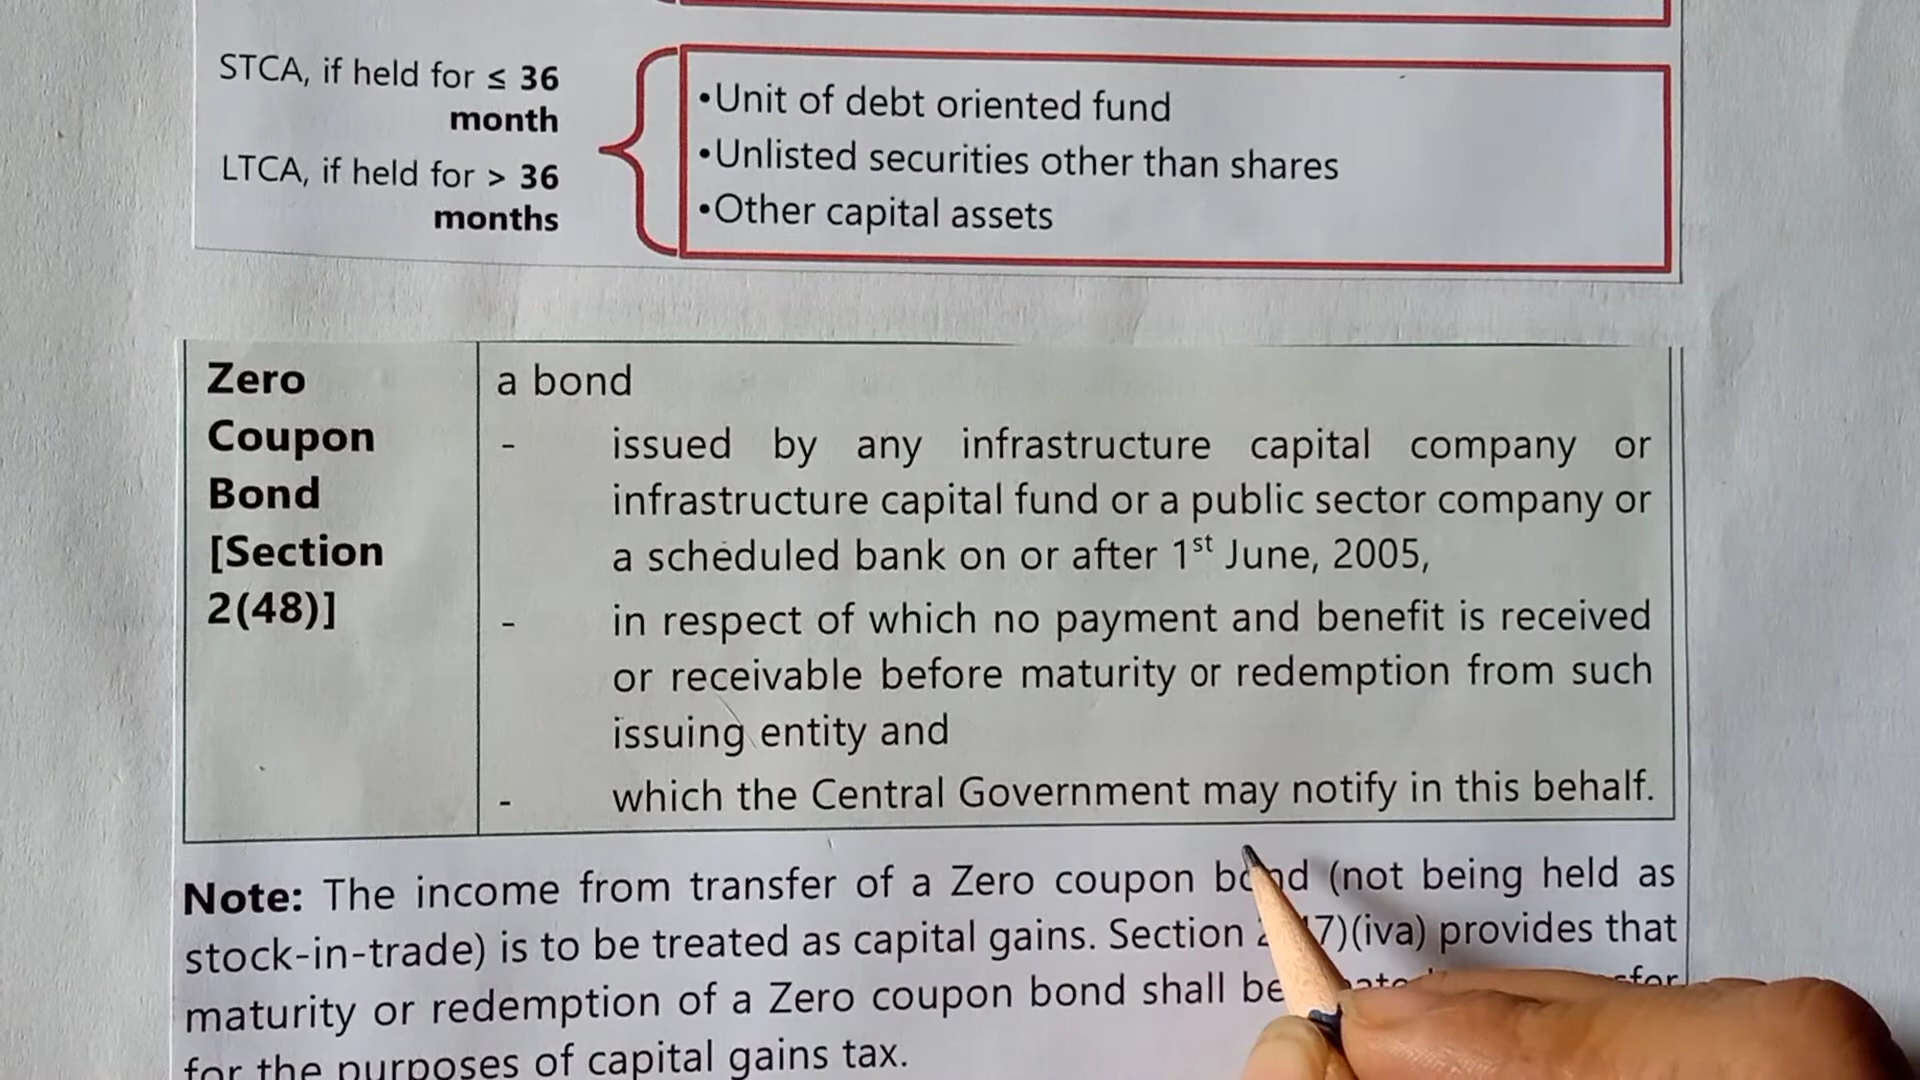 STCA, if held for ≤ 36
month
LTCA, if held for > 36
months
•Unit of debt oriented fund
•Unlisted securities other than shares
•Other capital assets
Zero
Coupon
Bond
[Section
2(48)]
a bond
- issued by any infrastructure capital company or
infrastructure capital fund or a public sector company or
a scheduled bank on or after 1st June, 2005,
- in respect of which no payment and benefit is received
or receivable before maturity or redemption from such
issuing entity and
- which the Central Government may notify in this behalf.
Note: The income from transfer of a Zero coupon bond (not being held as
stock-in-trade) is to be treated as capital gains. Section 7)(iva) provides that
maturity or redemption of a Zero coupon bond shall be
for the purposes of capital gains tax.